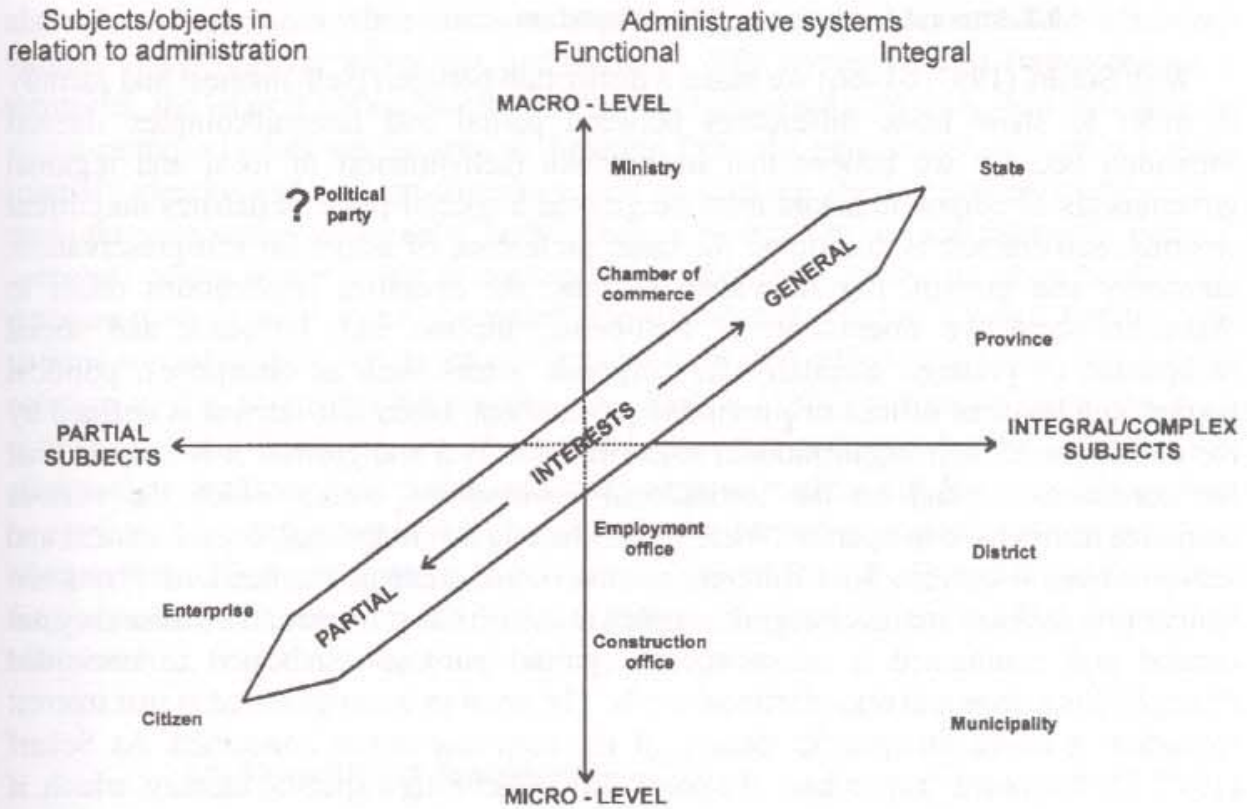 Subjects/objects in
relation to administration
Administrative systems
Functional
Integral
MACRO - LEVEL
Ministry
State
? Political
party
Chamber of
commerce
GENERAL
Province
PARTIAL
SUBJECTS
INTERESTS
INTEGRAL/COMPLEX
SUBJECTS
Employment
office
District
Enterprise
PARTIAL
Construction
office
Citizen
Municipality
MICRO - LEVEL